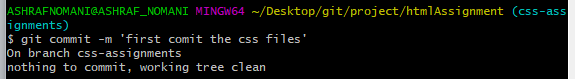 ASHRAFNOMANI@ASHRAF_NOMANI MINGW64 ~/Desktop/git/project/htmlAssignment (css-ass
ignments)
$ git commit -m 'first comit the css files'
On branch css-assignments
nothing to commit, working tree clean